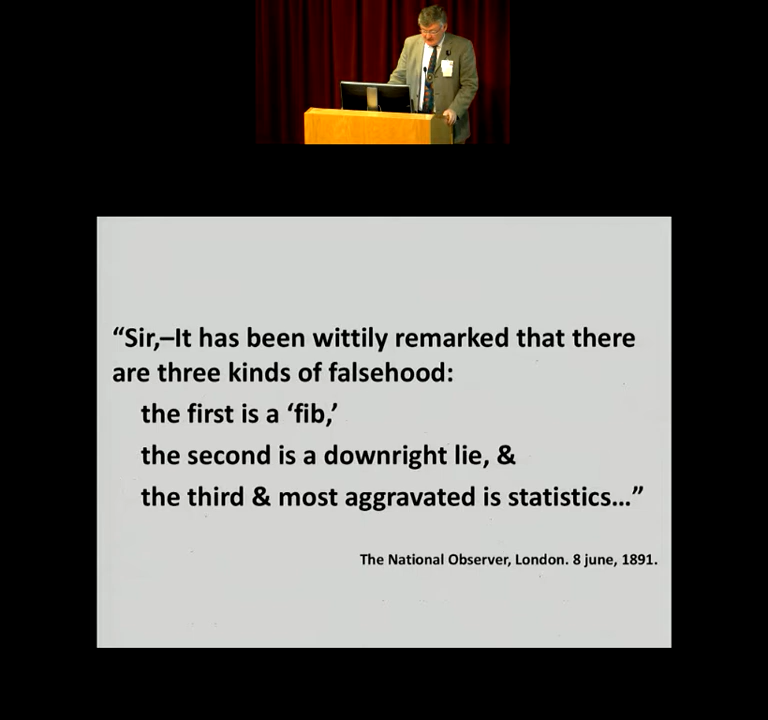 “Sir,–It has been wittily remarked that there
are three kinds of falsehood:
the first is a ‘fib,’
the second is a downright lie, &
the third & most aggravated is statistics...”
The National Observer, London. 8 june, 1891.